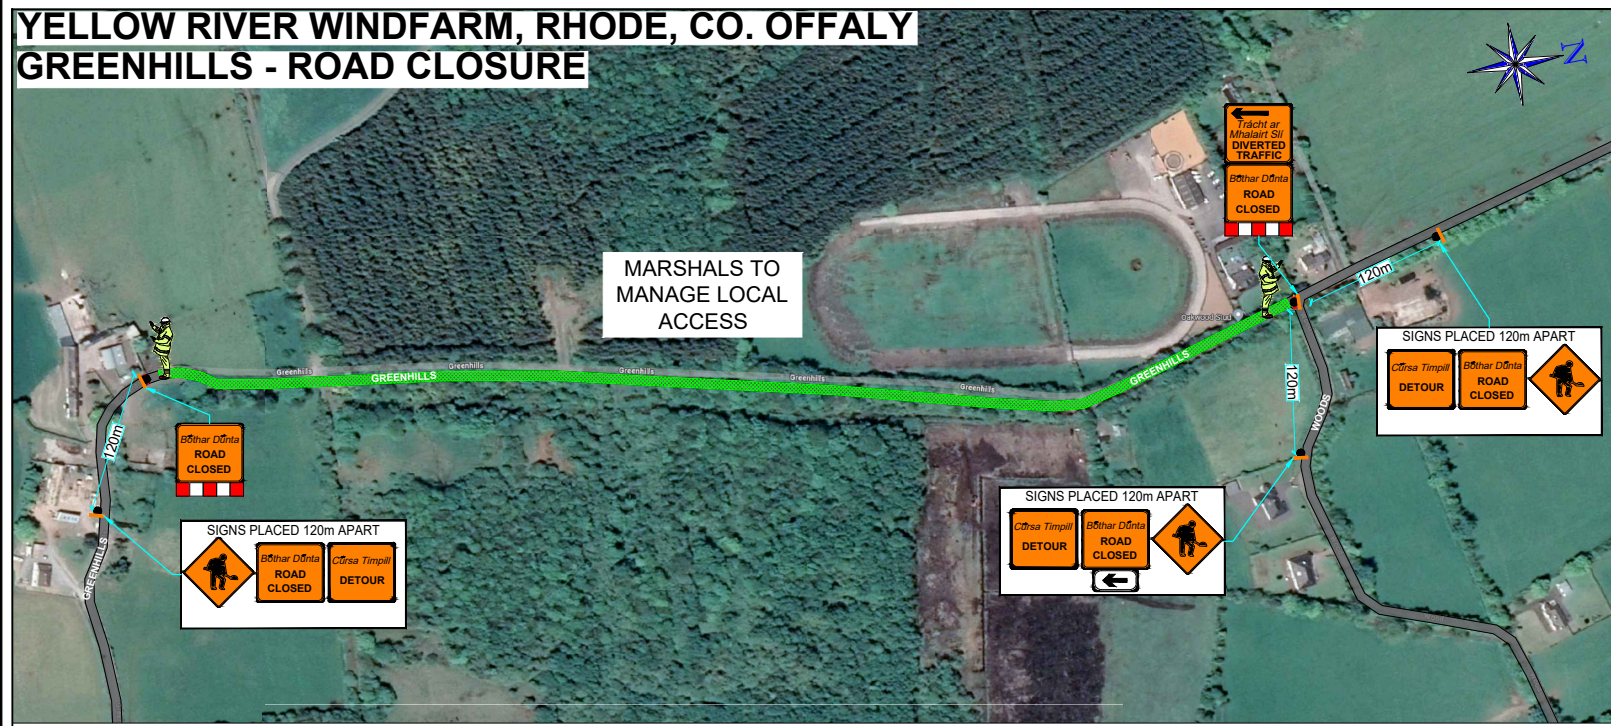 YELLOW RIVER WINDFARM, RHODE, CO. OFFALY
GREENHILLS - ROAD CLOSURE
N
Trácht ar
Mhalairt Slí
DIVERTED
TRAFFIC
Bóthar Dúnta
ROAD
CLOSED
MARSHALS TO
MANAGE LOCAL
ACCESS
120m
Oakwood Stud
SIGNS PLACED 120m APART
Cúrsa Timpill
DETOUR
Bóthar Dúnta
ROAD
CLOSED
Greenhills
Greenhills
Greenhills
Greenhills
Greenhills
GREENHILLS
GREENHILLS
120m
WOODS
120m
Bóthar Dúnta
ROAD
CLOSED
SIGNS PLACED 120m APART
Cúrsa Timpill
DETOUR
Bóthar Dúnta
ROAD
CLOSED
SIGNS PLACED 120m APART
Bóthar Dúnta
ROAD
CLOSED
Cúrsa Timpill
DETOUR
GREENHILLS